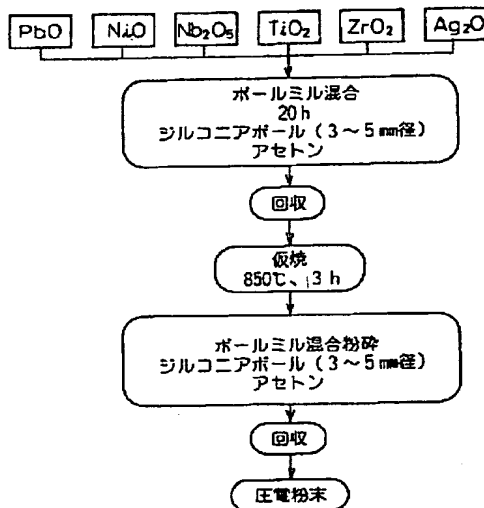 PbO NiO Nb₂O₅ TiO₂ ZrO₂ Ag₂O
ボールミル混合
20h
ジルコニアボール（3～5㎜径）
アセトン
回収
仮焼
850℃、3h
ボールミル混合粉砕
ジルコニアボール（3～5㎜径）
アセトン
回収
圧電粉末